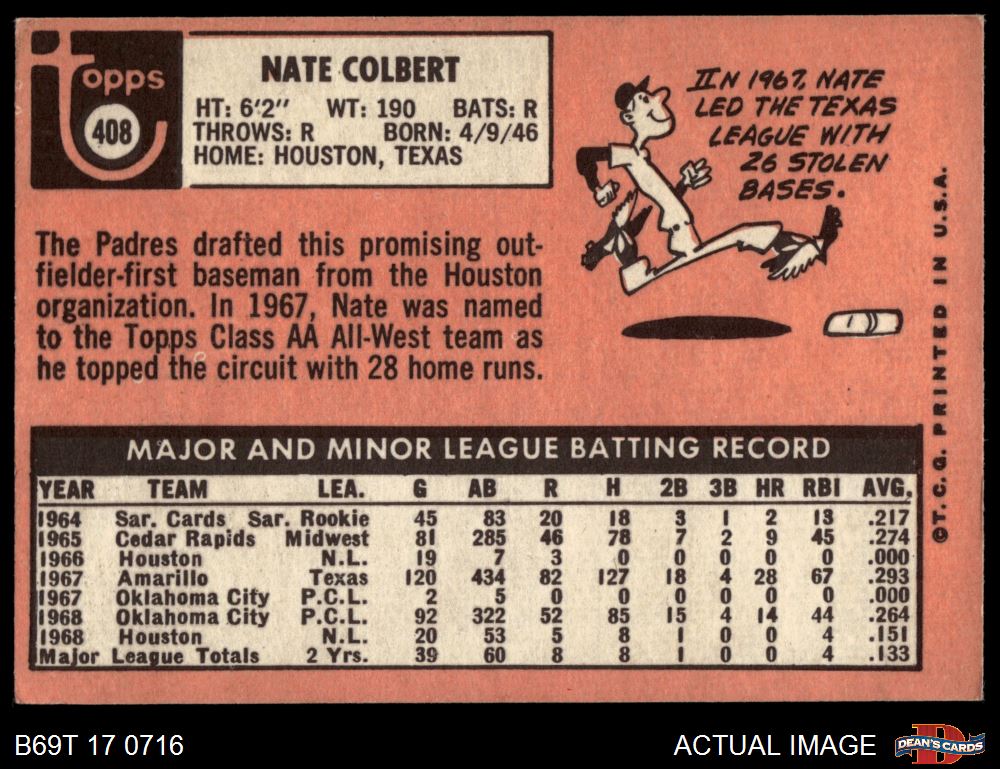 Topps
408
NATE COLBERT
HT: 6'2" WT: 190 BATS: R
THROWS: R BORN: 4/9/46
HOME: HOUSTON, TEXAS
IN 1967, NATE
LED THE TEXAS
LEAGUE WITH
26 STOLEN
BASES.
The Padres drafted this promising out-
fielder-first baseman from the Houston
organization. In 1967, Nate was named
to the Topps Class AA All-West team as
he topped the circuit with 28 home runs.
MAJOR AND MINOR LEAGUE BATTING RECORD
YEAR TEAM LEA. G AB R H 2B 3B HR RBI AVG.
1964 Sar. Cards Sar. Rookie 45 83 20 18 3 1 2 13 .217
1965 Cedar Rapids Midwest 81 285 46 78 7 2 9 45 .274
1966 Houston N.L. 19 7 3 0 0 0 0 0 .000
1967 Amarillo Texas 120 434 82 127 18 4 28 67 .293
1967 Oklahoma City P.C.L. 2 5 0 0 0 0 0 0 .000
1968 Oklahoma City P.C.L. 92 322 52 85 15 4 14 44 .264
1968 Houston N.L. 20 53 5 8 1 0 0 4 .151
Major League Totals 2 Yrs. 39 60 8 8 1 0 0 4 .133
©T.C.G. PRINTED IN U.S.A.
B69T 17 0716
ACTUAL IMAGE
D
DEAN'S CARDS